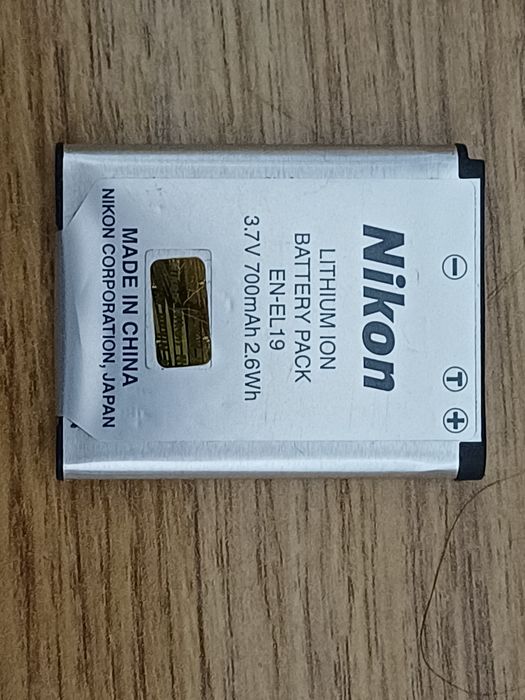 − T +
Nikon
LITHIUM ION
BATTERY PACK
EN-EL19
3.7V 700mAh 2.6Wh
MADE IN CHINA
NIKON CORPORATION, JAPAN